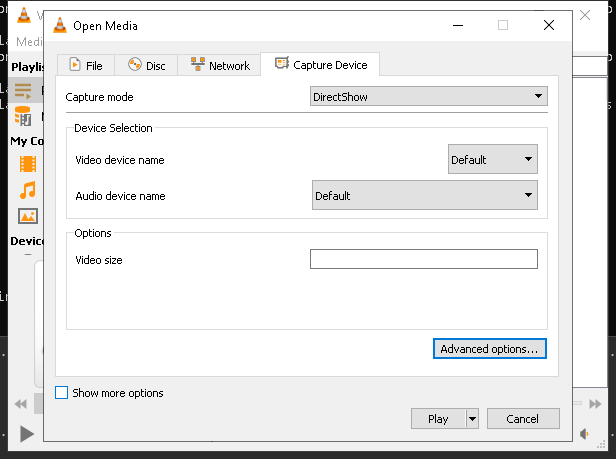 Open Media
Medi
File
Disc
Network
Capture Device
Playlis
Capture mode
DirectShow
Device Selection
My Co
Video device name
Default
Audio device name
Default
Device
Options
Video size
Advanced options...
Show more options
Play
Cancel